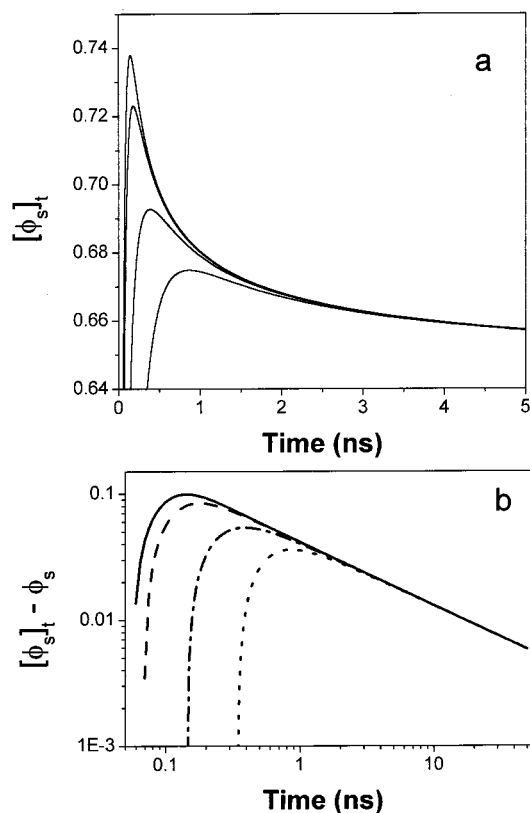 a
0.74
0.72
0.70
0.68
0.66
0.64
[ϕs]t
0 1 2 3 4 5
Time (ns)
b
0.1
0.01
1E-3
[ϕs]t - ϕs
0.1 1 10
Time (ns)